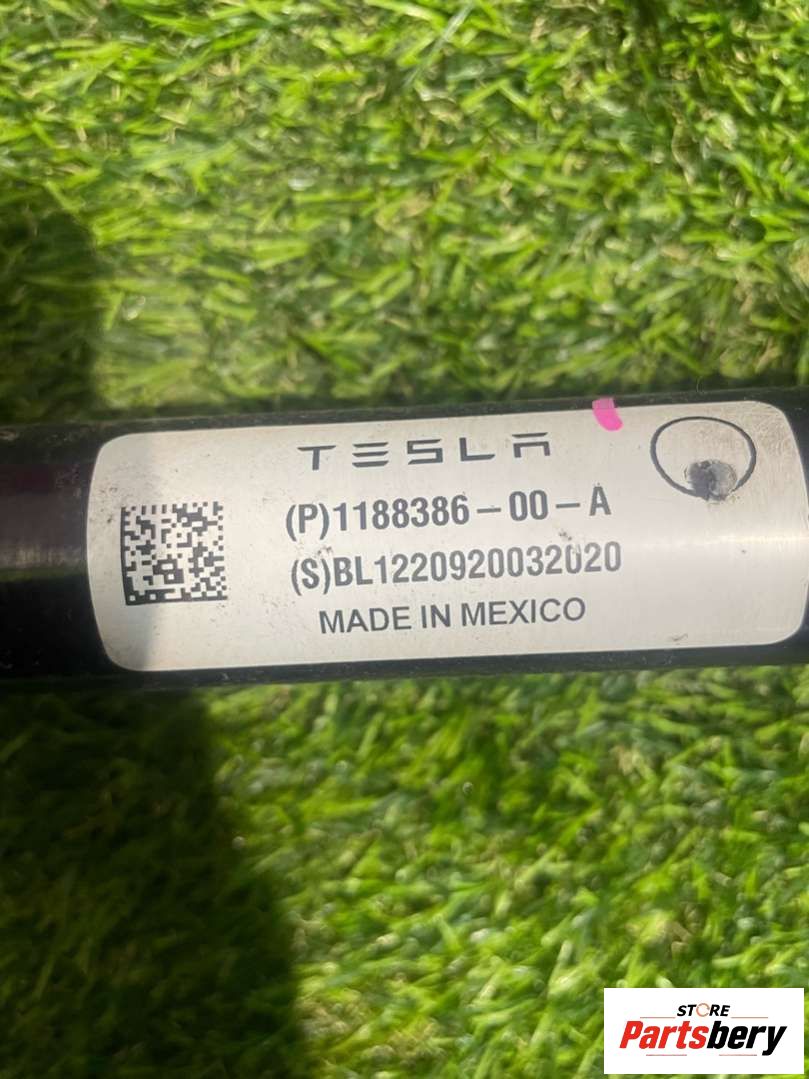 TESLA
(P)1188386-00-A
(S)BL1220920032020
MADE IN MEXICO
STORE
Partsbery